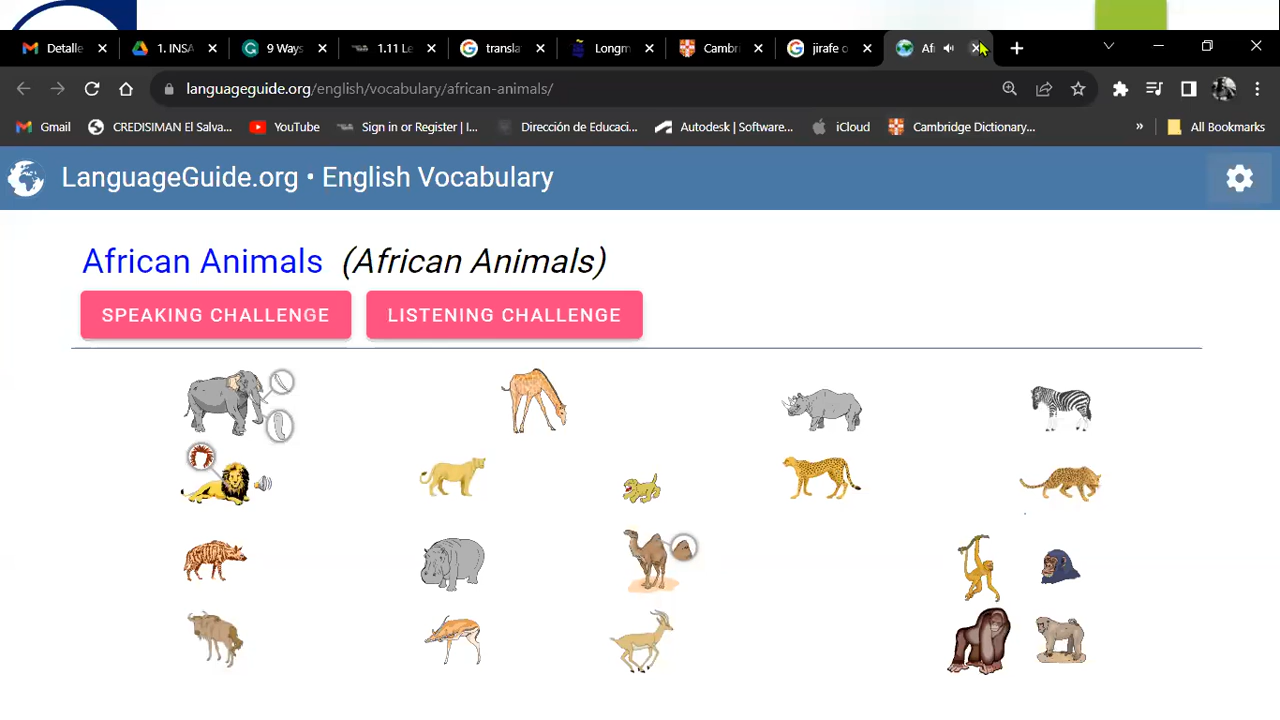 Detalle
1. INSA
9 Ways
1.11 Le
transla
Longm
Cambri
jirafe o
Afi
languageguide.org/english/vocabulary/african-animals/
Gmail
CREDISIMAN El Salva...
YouTube
Sign in or Register | I...
Dirección de Educaci...
Autodesk | Software...
iCloud
Cambridge Dictionary...
»
All Bookmarks
LanguageGuide.org • English Vocabulary
African Animals (African Animals)
SPEAKING CHALLENGE
LISTENING CHALLENGE